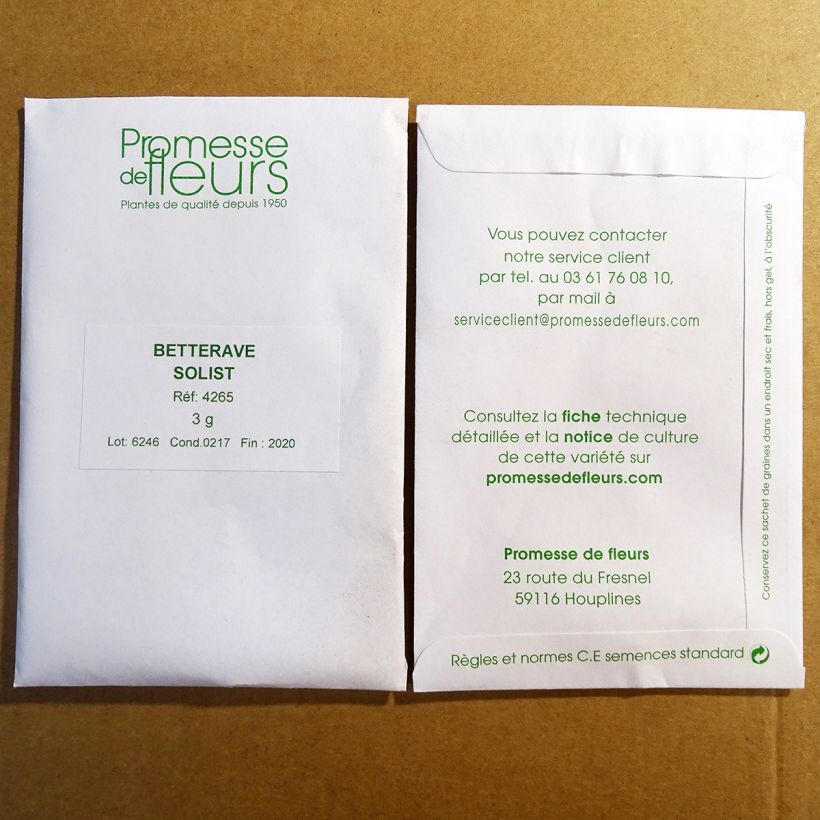 Promesse
de fleurs
Plantes de qualité depuis 1950
BETTERAVE
SOLIST
Réf: 4265
3 g
Lot: 6246 Cond.0217 Fin : 2020
Vous pouvez contacter
notre service client
par tel. au 03 61 76 08 10,
par mail à
serviceclient@promessedefleurs.com
Consultez la fiche technique
détaillée et la notice de culture
de cette variété sur
promessedefleurs.com
Promesse de fleurs
23 route du Fresnel
59116 Houplines
Règles et normes C.E semences standard
Conservez ce sachet de graines dans un endroit sec et frais, hors gel, à l'obscurité